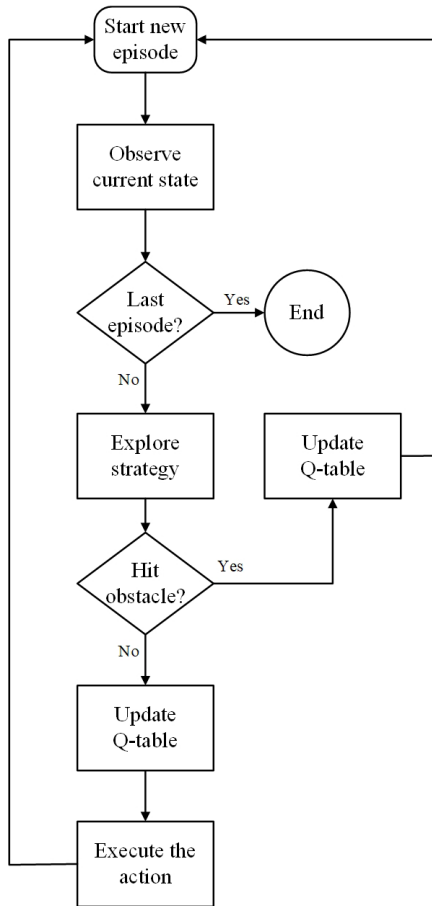 Start new
episode
Observe
current state
Last
episode?
Yes
End
No
Explore
strategy
Update
Q-table
Hit
obstacle?
Yes
No
Update
Q-table
Execute the
action